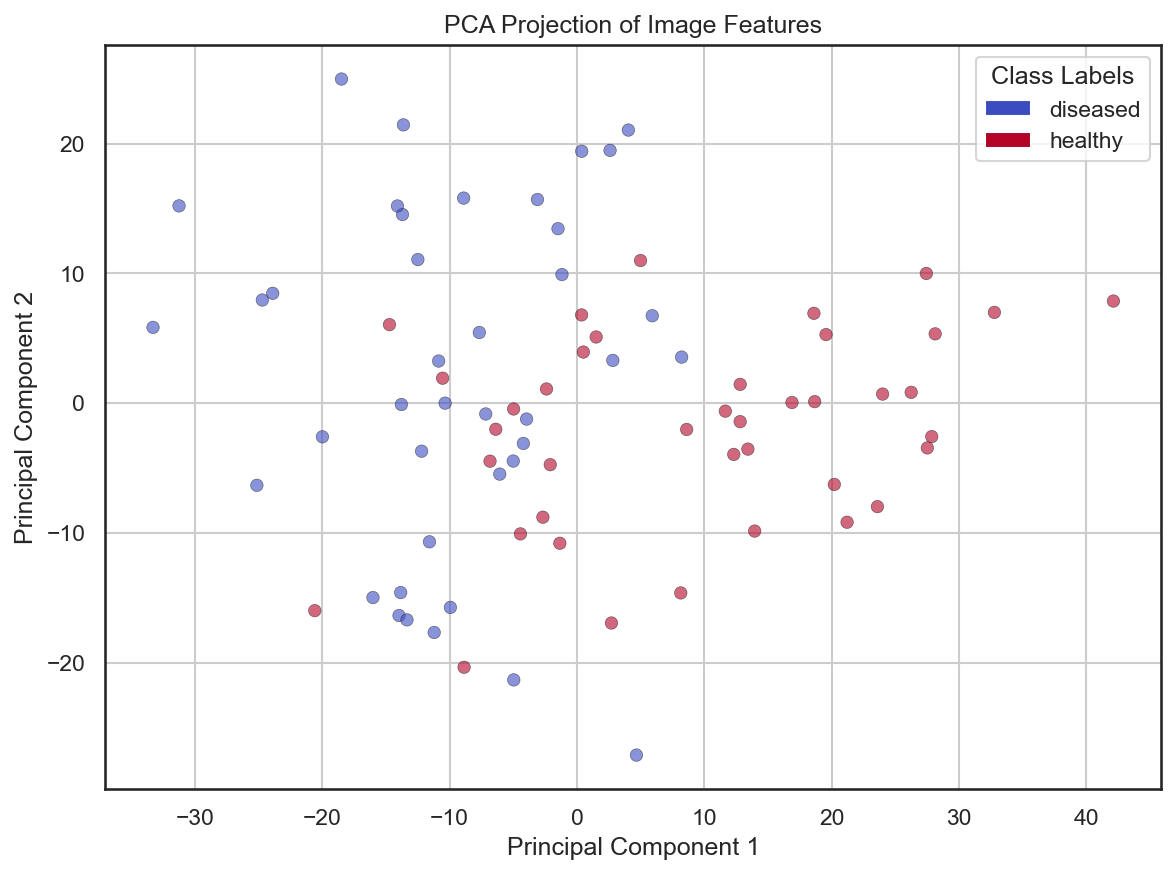 PCA Projection of Image Features
Class Labels
diseased
healthy
20
10
0
−10
−20
Principal Component 2
−30
−20
−10
0
10
20
30
40
Principal Component 1